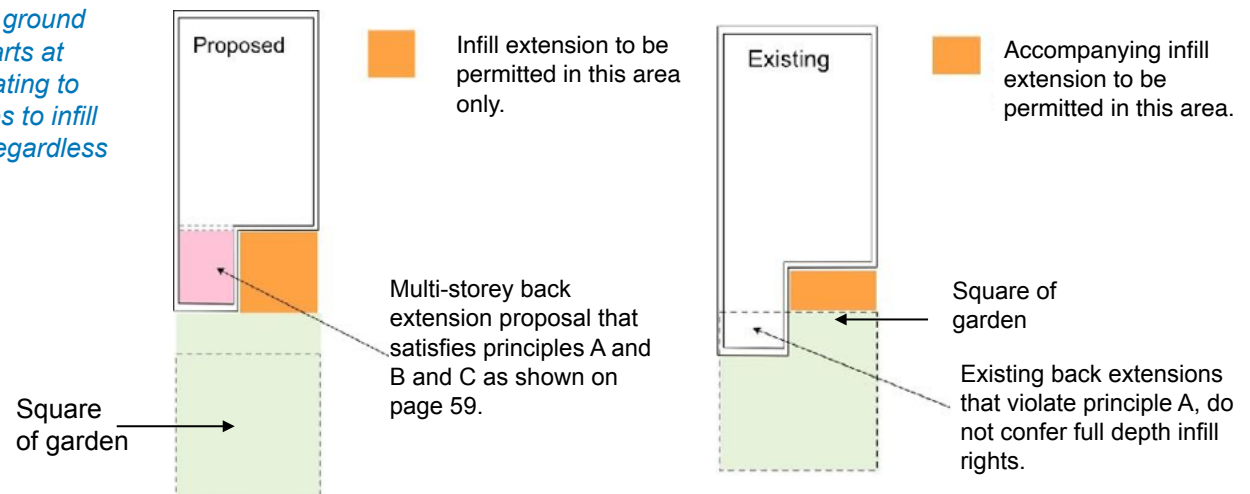 ground
arts at
ating to
s to infill
egardless
Proposed
Infill extension to be
permitted in this area
only.
Multi-storey back
extension proposal that
satisfies principles A and
B and C as shown on
page 59.
Square
of garden
Existing
Accompanying infill
extension to be
permitted in this area.
Square of
garden
Existing back extensions
that violate principle A, do
not confer full depth infill
rights.